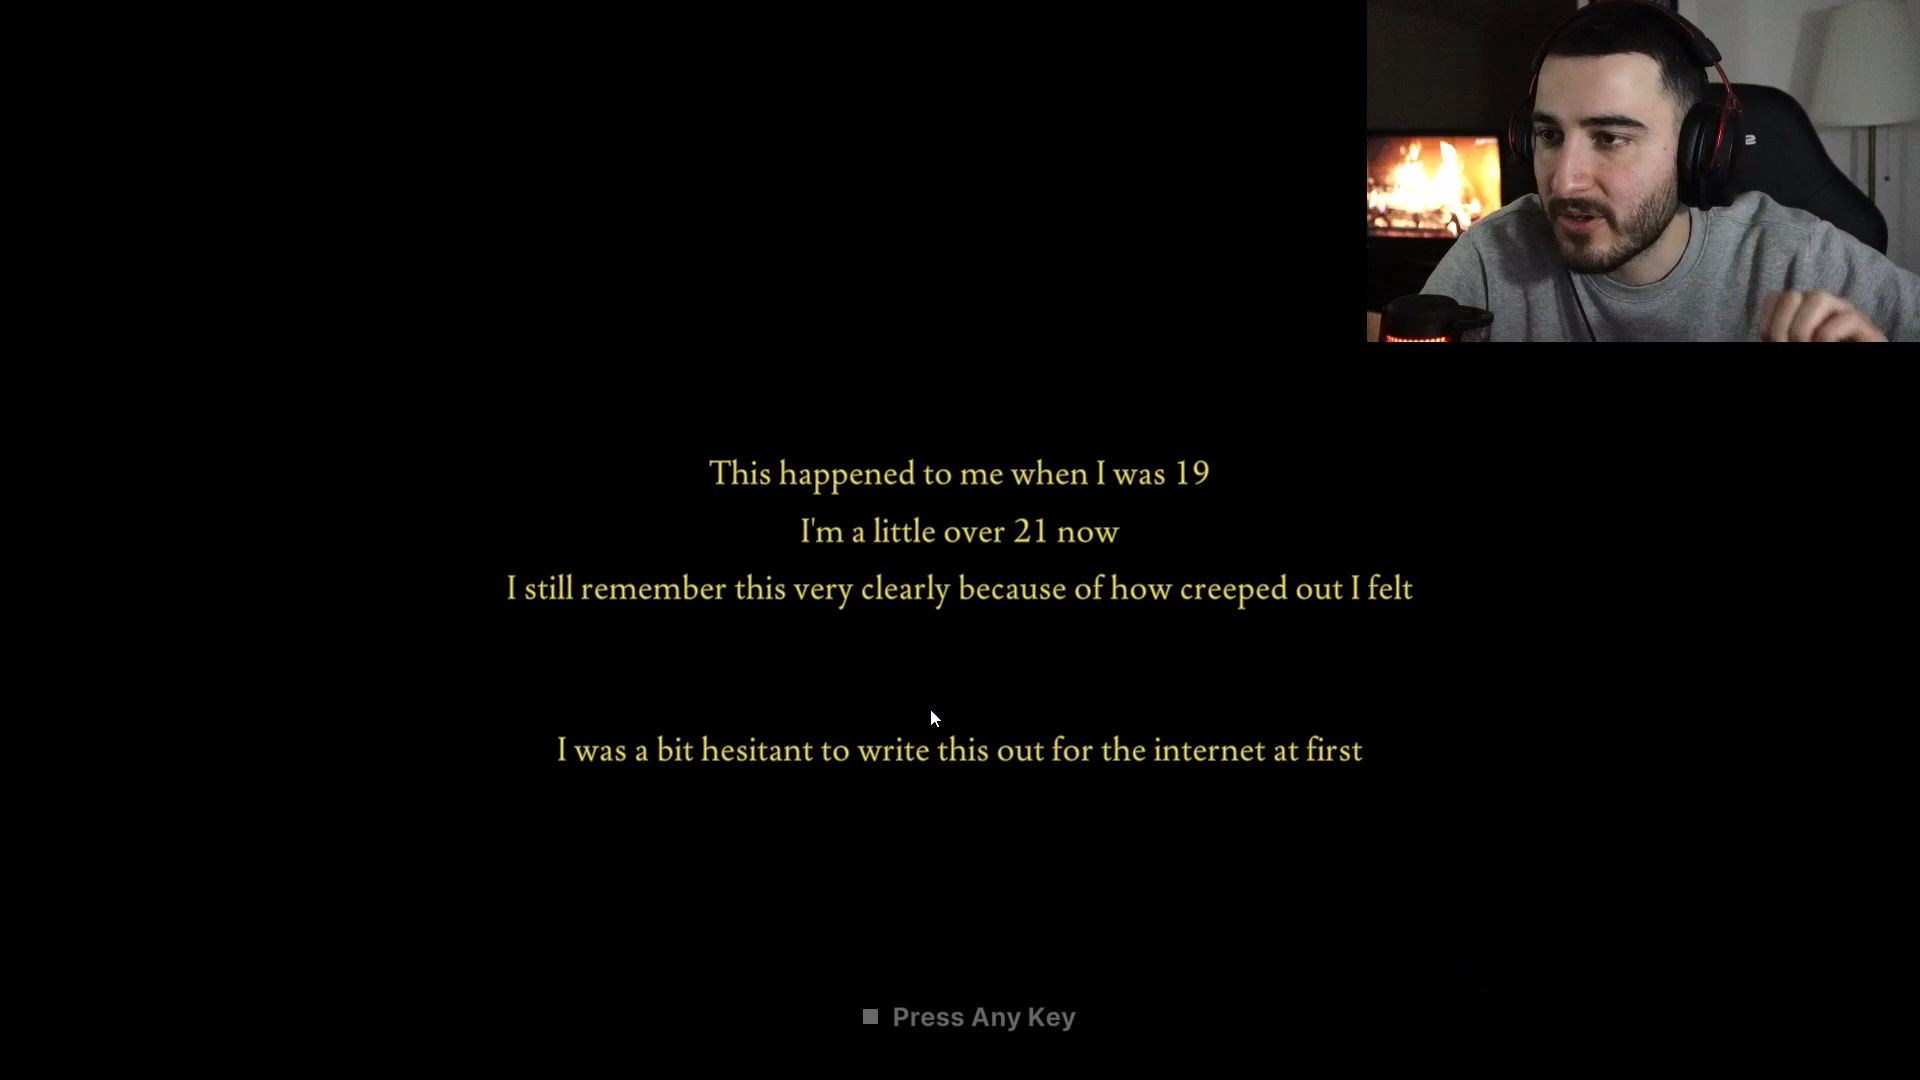 This happened to me when I was 19
I'm a little over 21 now
I still remember this very clearly because of how creeped out I felt
I was a bit hesitant to write this out for the internet at first
Press Any Key